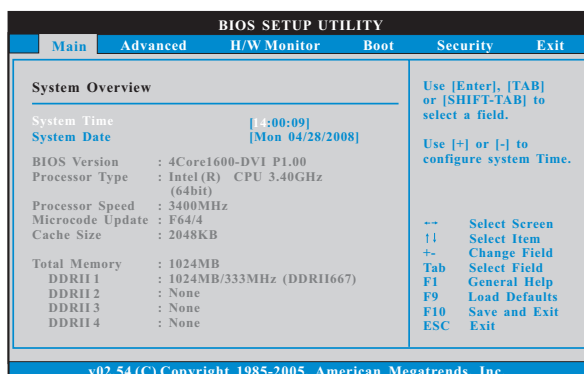 BIOS SETUP UTILITY
Main Advanced H/W Monitor Boot Security Exit
System Overview
System Time [14:00:09]
System Date [Mon 04/28/2008]
BIOS Version : 4Core1600-DVI P1.00
Processor Type : Intel (R) CPU 3.40GHz
(64bit)
Processor Speed : 3400MHz
Microcode Update : F64/4
Cache Size : 2048KB
Total Memory : 1024MB
DDRII 1 : 1024MB/333MHz (DDRII667)
DDRII 2 : None
DDRII 3 : None
DDRII 4 : None
Use [Enter], [TAB]
or [SHIFT-TAB] to
select a field.
Use [+] or [-] to
configure system Time.
←→ Select Screen
↑↓ Select Item
+- Change Field
Tab Select Field
F1 General Help
F9 Load Defaults
F10 Save and Exit
ESC Exit
v02.54 (C) Copyright 1985-2005, American Megatrends, Inc.